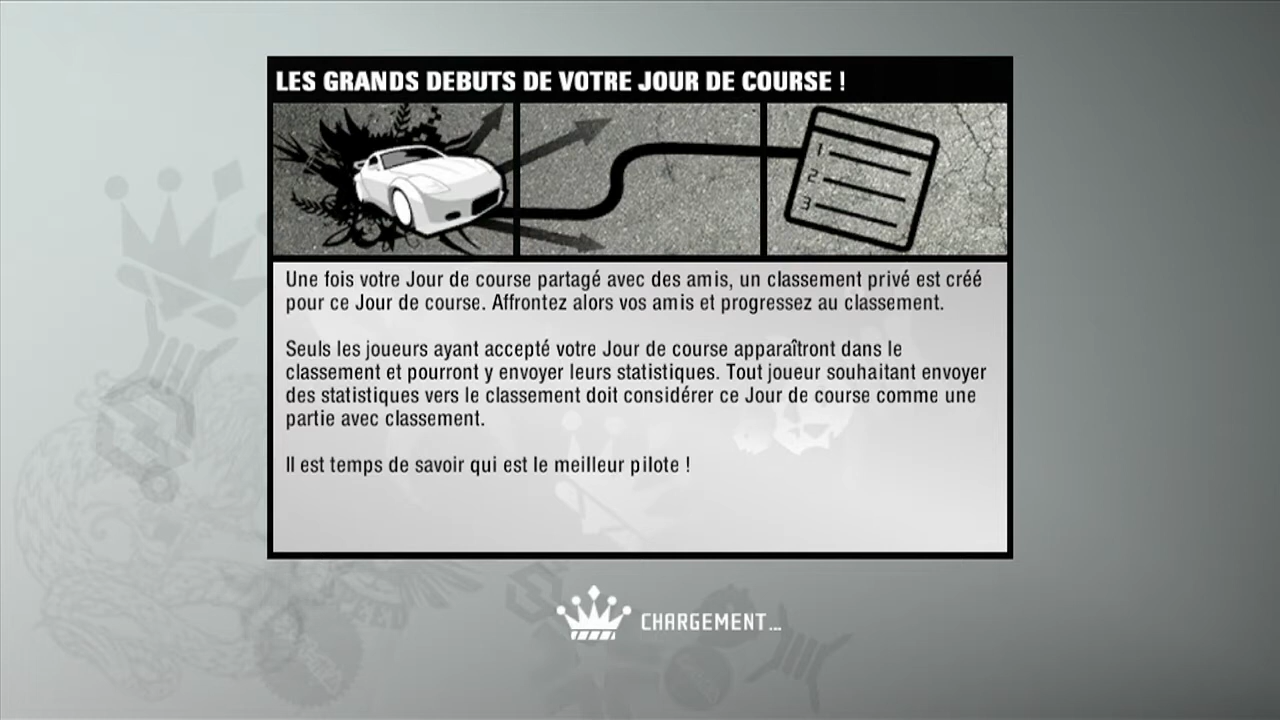 LES GRANDS DEBUTS DE VOTRE JOUR DE COURSE !
1
2
3
Une fois votre Jour de course partagé avec des amis, un classement privé est créé
pour ce Jour de course. Affrontez alors vos amis et progressez au classement.
Seuls les joueurs ayant accepté votre Jour de course apparaîtront dans le
classement et pourront y envoyer leurs statistiques. Tout joueur souhaitant envoyer
des statistiques vers le classement doit considérer ce Jour de course comme une
partie avec classement.
Il est temps de savoir qui est le meilleur pilote !
CHARGEMENT...